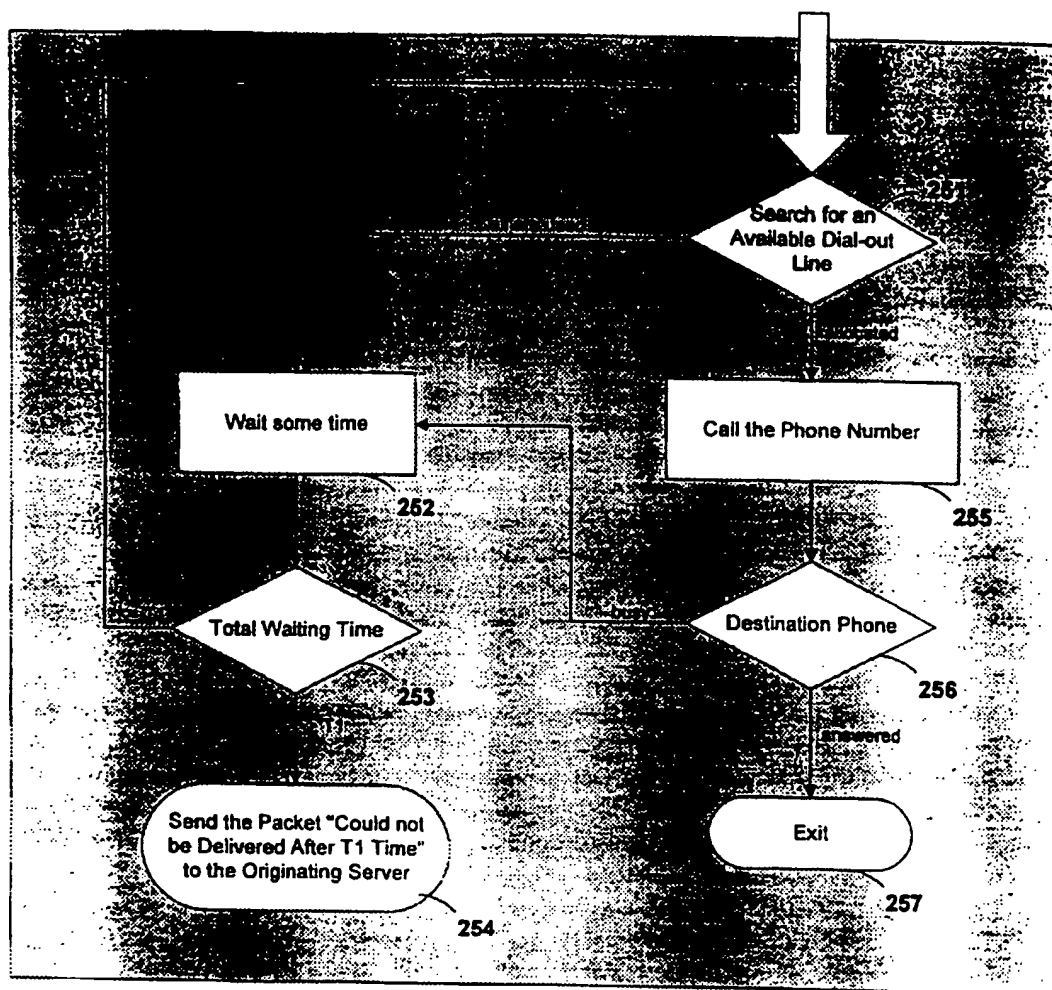 251
Search for an
Available Dial-out
Line
Wait some time
252
Call the Phone Number
255
Total Waiting Time
253
Destination Phone
256
busy
answered
Send the Packet "Could not
be Delivered After T1 Time"
to the Originating Server
254
Exit
257